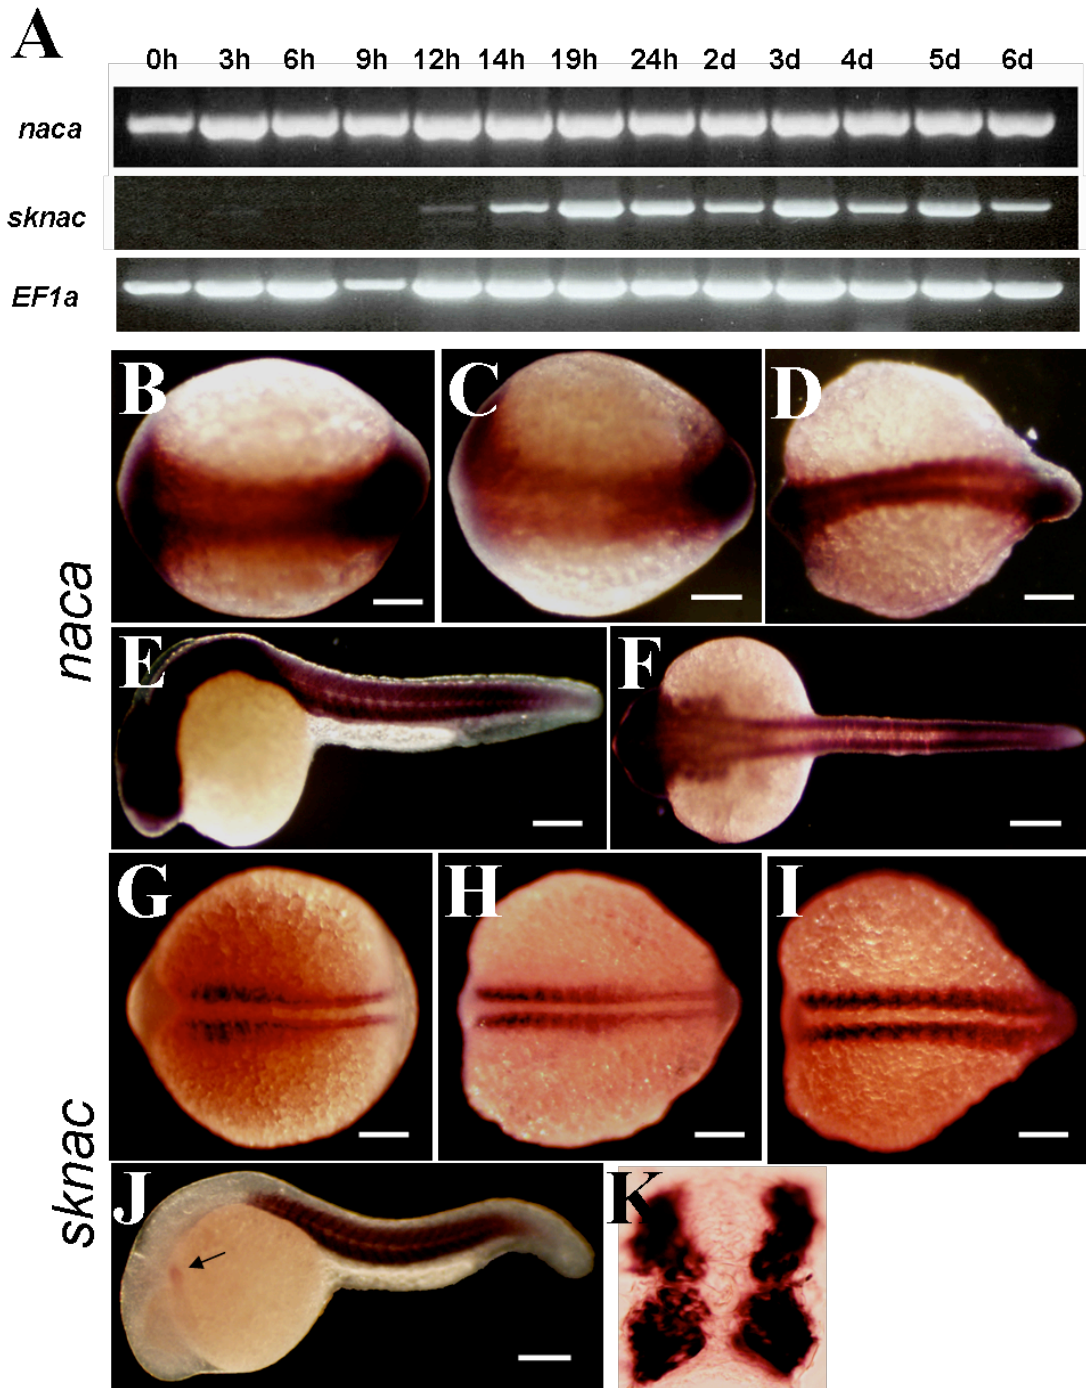 A
0h 3h 6h 9h 12h 14h 19h 24h 2d 3d 4d 5d 6d
naca
sknac
EF1a
B C D
naca
E F
G H I
sknac
J K